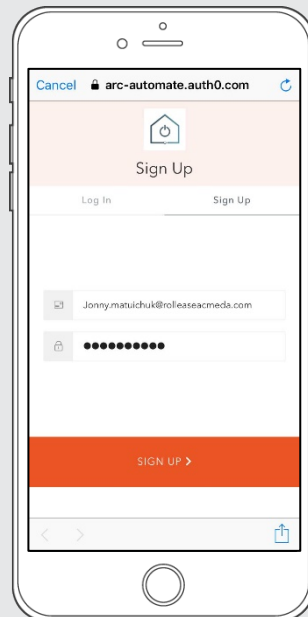 Cancel arc-automate.auth0.com
Sign Up
Log In Sign Up
Jonny.matuichuk@rolleaseacmeda.com
●●●●●●●●●●
SIGN UP >